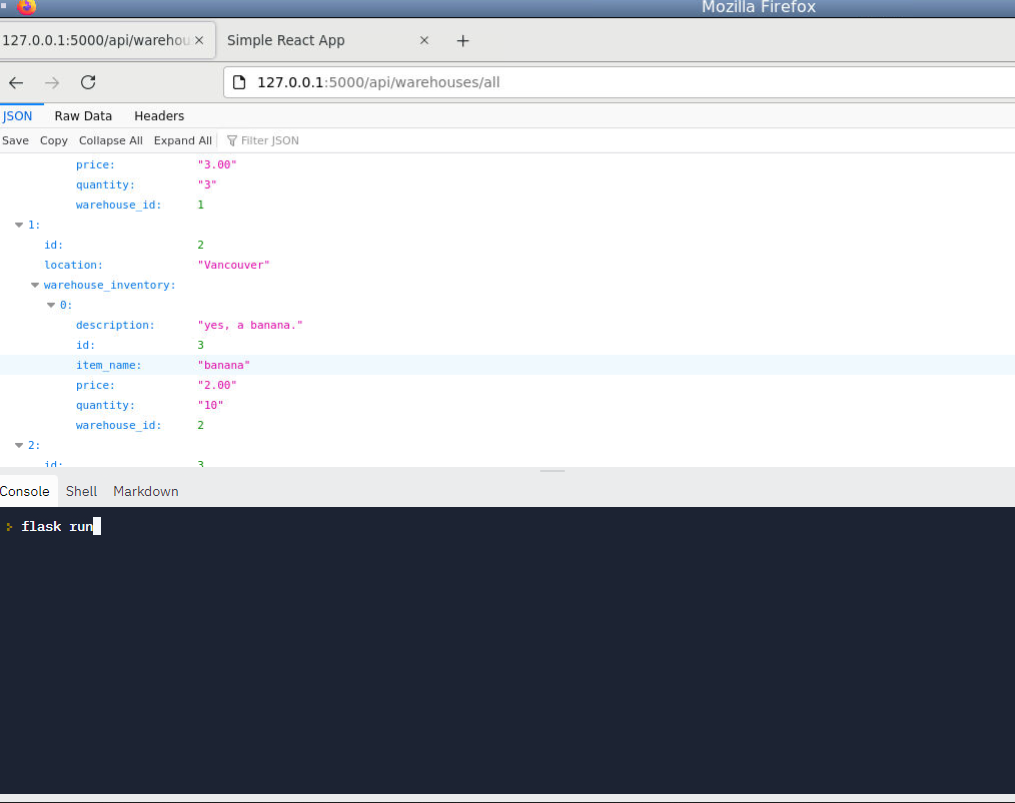 Mozilla Firefox
127.0.0.1:5000/api/warehou
Simple React App
127.0.0.1:5000/api/warehouses/all
JSON Raw Data Headers
Save Copy Collapse All Expand All Filter JSON
price: "3.00"
quantity: "3"
warehouse_id: 1
1:
id: 2
location: "Vancouver"
warehouse_inventory:
0:
description: "yes, a banana."
id: 3
item_name: "banana"
price: "2.00"
quantity: "10"
warehouse_id: 2
2:
id: 3
Console Shell Markdown
flask run